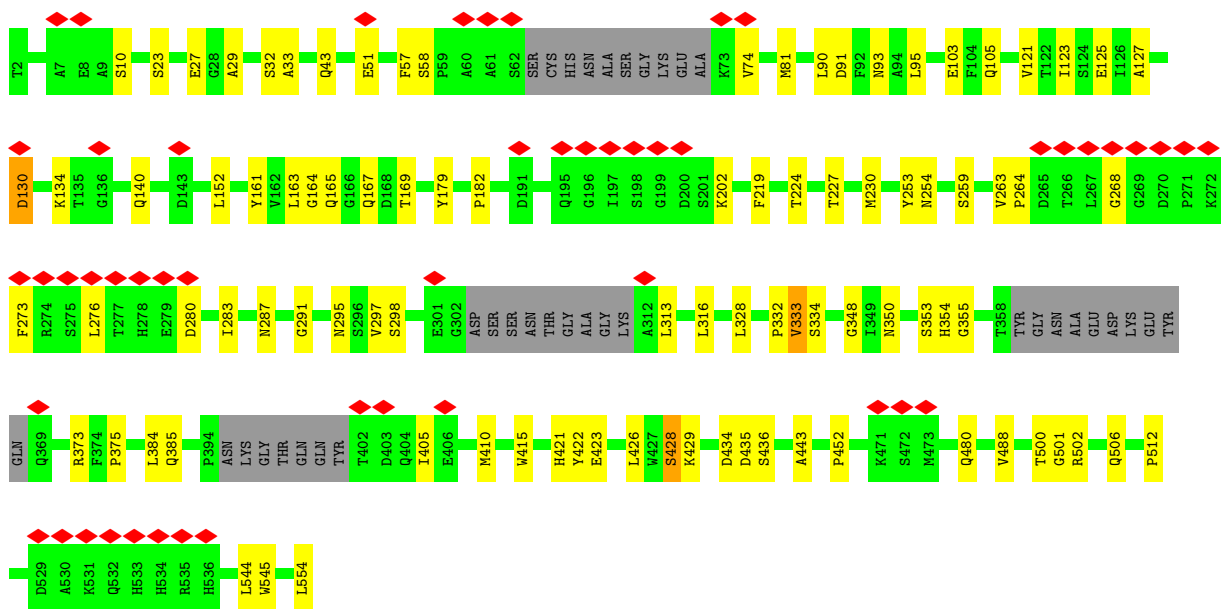 T2 A7 E8 A9 S10 S23 E27 G28 A29 S32 A33 Q43 E51 F57 S58 P59 A60 A61 S62 SER CYS HIS ASN ALA SER GLY LYS GLU ALA K73 V74 M81 L90 D91 F92 N93 A94 L95 E103 F104 Q105 V121 T122 I123 S124 E125 I126 A127
D130 K134 T135 G136 Q140 D143 L152 Y161 V162 L163 G164 Q165 G166 Q167 D168 T169 Y179 P182 D191 Q195 G196 I197 S198 G199 D200 S201 K202 F219 T224 T227 M230 Y253 N254 S259 V263 P264 D265 T266 L267 G268 G269 D270 P271 K272
F273 R274 S275 L276 T277 H278 E279 D280 I283 N287 G291 N295 S296 V297 S298 E301 G302 ASP SER SER ASN THR GLY ALA GLY LYS A312 L313 L316 L328 P332 V333 S334 G348 I349 N350 S353 H354 G355 T358 TYR GLY ASN ALA GLU ASP LYS GLU TYR
GLN Q369 R373 F374 P375 L384 Q385 P394 ASN LYS GLY THR GLN GLN TYR T402 D403 Q404 I405 E406 M410 W415 H421 Y422 E423 L426 W427 S428 K429 D434 D435 S436 A443 P452 K471 S472 M473 Q480 V488 T500 G501 R502 Q506 P512
D529 A530 K531 Q532 H533 H534 R535 H536 L544 W545 L554